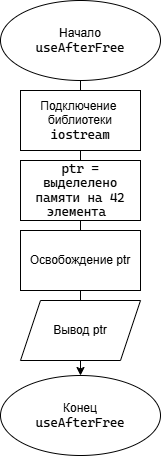 Начало
useAfterFree
Подключение
библиотеки
iostream
ptr =
выделелено
памяти на 42
элемента
Освобождение ptr
Вывод ptr
Конец
useAfterFree